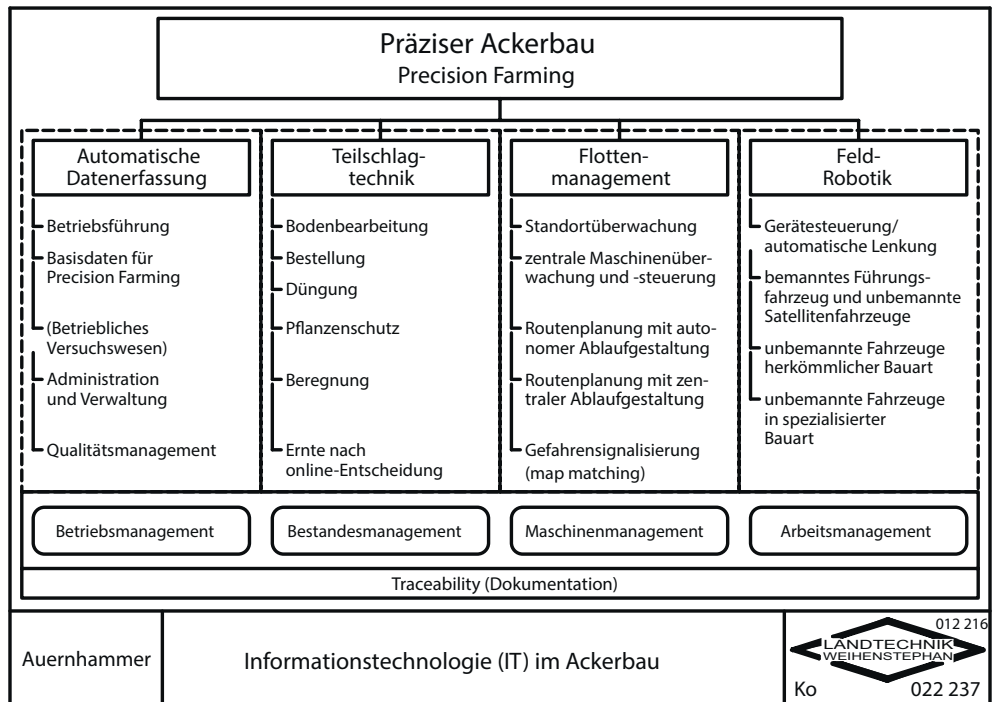 Präziser Ackerbau
Precision Farming
Automatische
Datenerfassung
Betriebsführung
Basisdaten für
Precision Farming
(Betriebliches
Versuchswesen)
Administration
und Verwaltung
Qualitätsmanagement
Teilschlag-
technik
Bodenbearbeitung
Bestellung
Düngung
Pflanzenschutz
Beregnung
Ernte nach
online-Entscheidung
Flotten-
management
Standortüberwachung
zentrale Maschinenüber-
wachung und -steuerung
Routenplanung mit auto-
nomer Ablaufgestaltung
Routenplanung mit zen-
traler Ablaufgestaltung
Gefahrensignalisierung
(map matching)
Feld-
Robotik
Gerätesteuerung/
automatische Lenkung
bemanntes Führungs-
fahrzeug und unbemannte
Satellitenfahrzeuge
unbemannte Fahrzeuge
herkömmlicher Bauart
unbemannte Fahrzeuge
in spezialisierter
Bauart
Betriebsmanagement
Bestandesmanagement
Maschinenmanagement
Arbeitsmanagement
Traceability (Dokumentation)
Auernhammer
Informationstechnologie (IT) im Ackerbau
012 216
LANDTECHNIK
WEIHENSTEPHAN
Ko
022 237